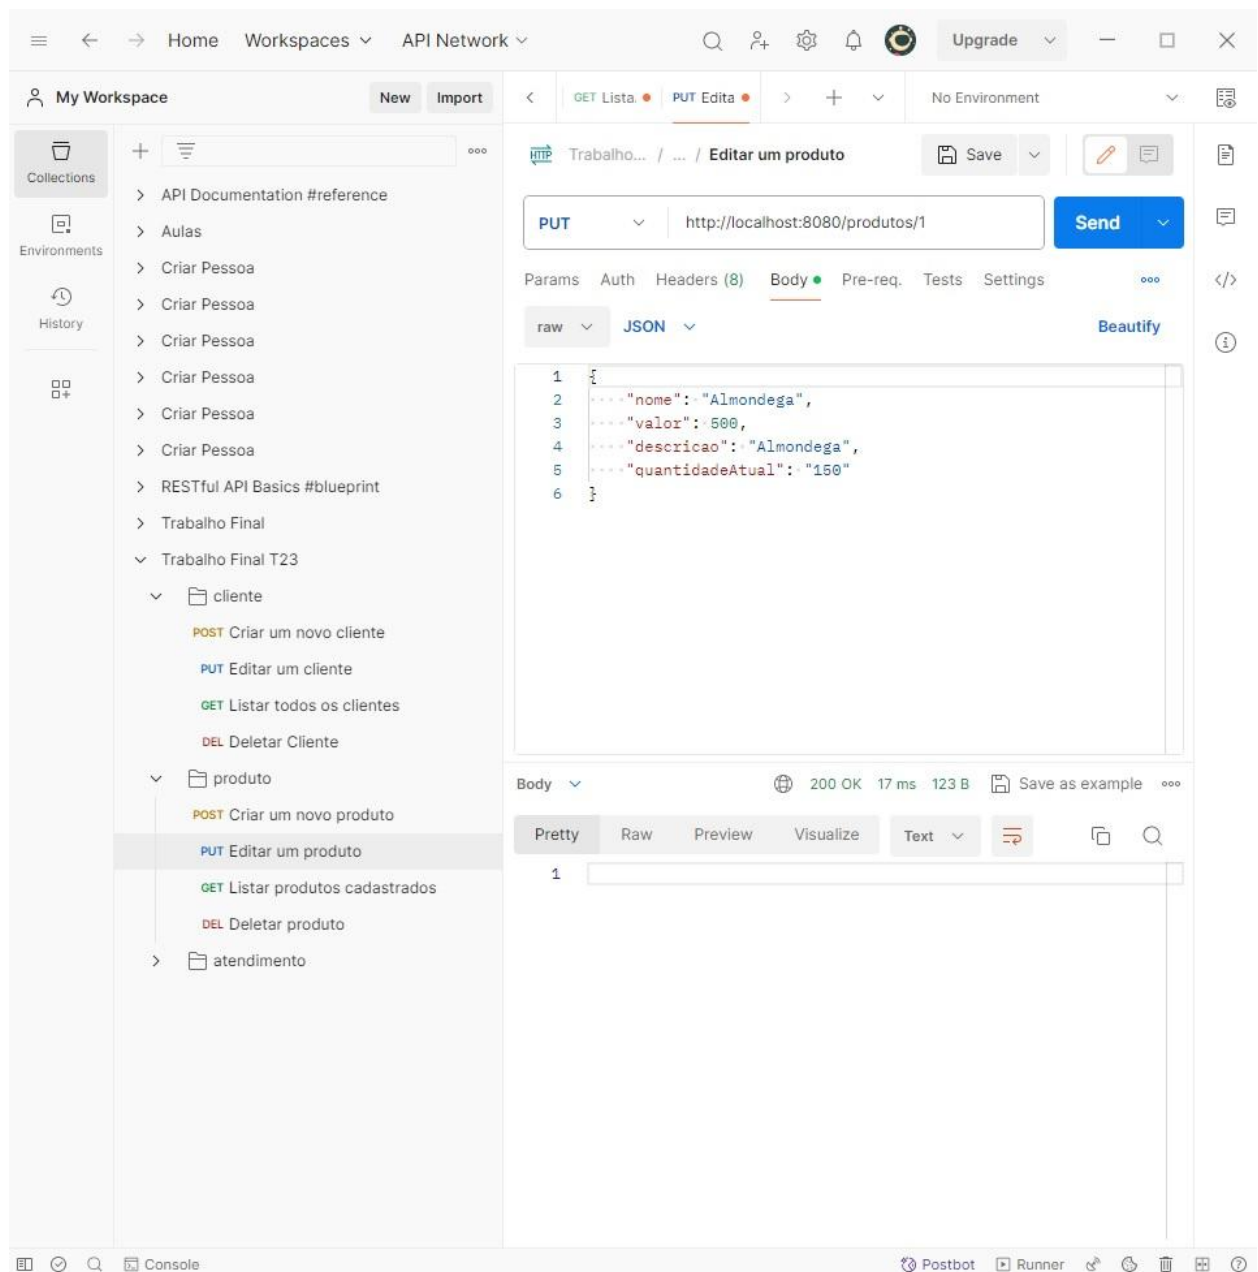 Home Workspaces API Network Upgrade
My Workspace New Import
GET Lista. PUT Edita No Environment
Collections
Environments
History
API Documentation #reference
Aulas
Criar Pessoa
Criar Pessoa
Criar Pessoa
Criar Pessoa
Criar Pessoa
Criar Pessoa
RESTful API Basics #blueprint
Trabalho Final
Trabalho Final T23
cliente
POST Criar um novo cliente
PUT Editar um cliente
GET Listar todos os clientes
DEL Deletar Cliente
produto
POST Criar um novo produto
PUT Editar um produto
GET Listar produtos cadastrados
DEL Deletar produto
atendimento
HTTP Trabalho... / ... / Editar um produto Save
PUT http://localhost:8080/produtos/1 Send
Params Auth Headers (8) Body Pre-req. Tests Settings
raw JSON Beautify
1 {
2 "nome": "Almondega",
3 "valor": 500,
4 "descricao": "Almondega",
5 "quantidadeAtual": "150"
6 }
Body 200 OK 17 ms 123 B Save as example
Pretty Raw Preview Visualize Text
1
Console Postbot Runner